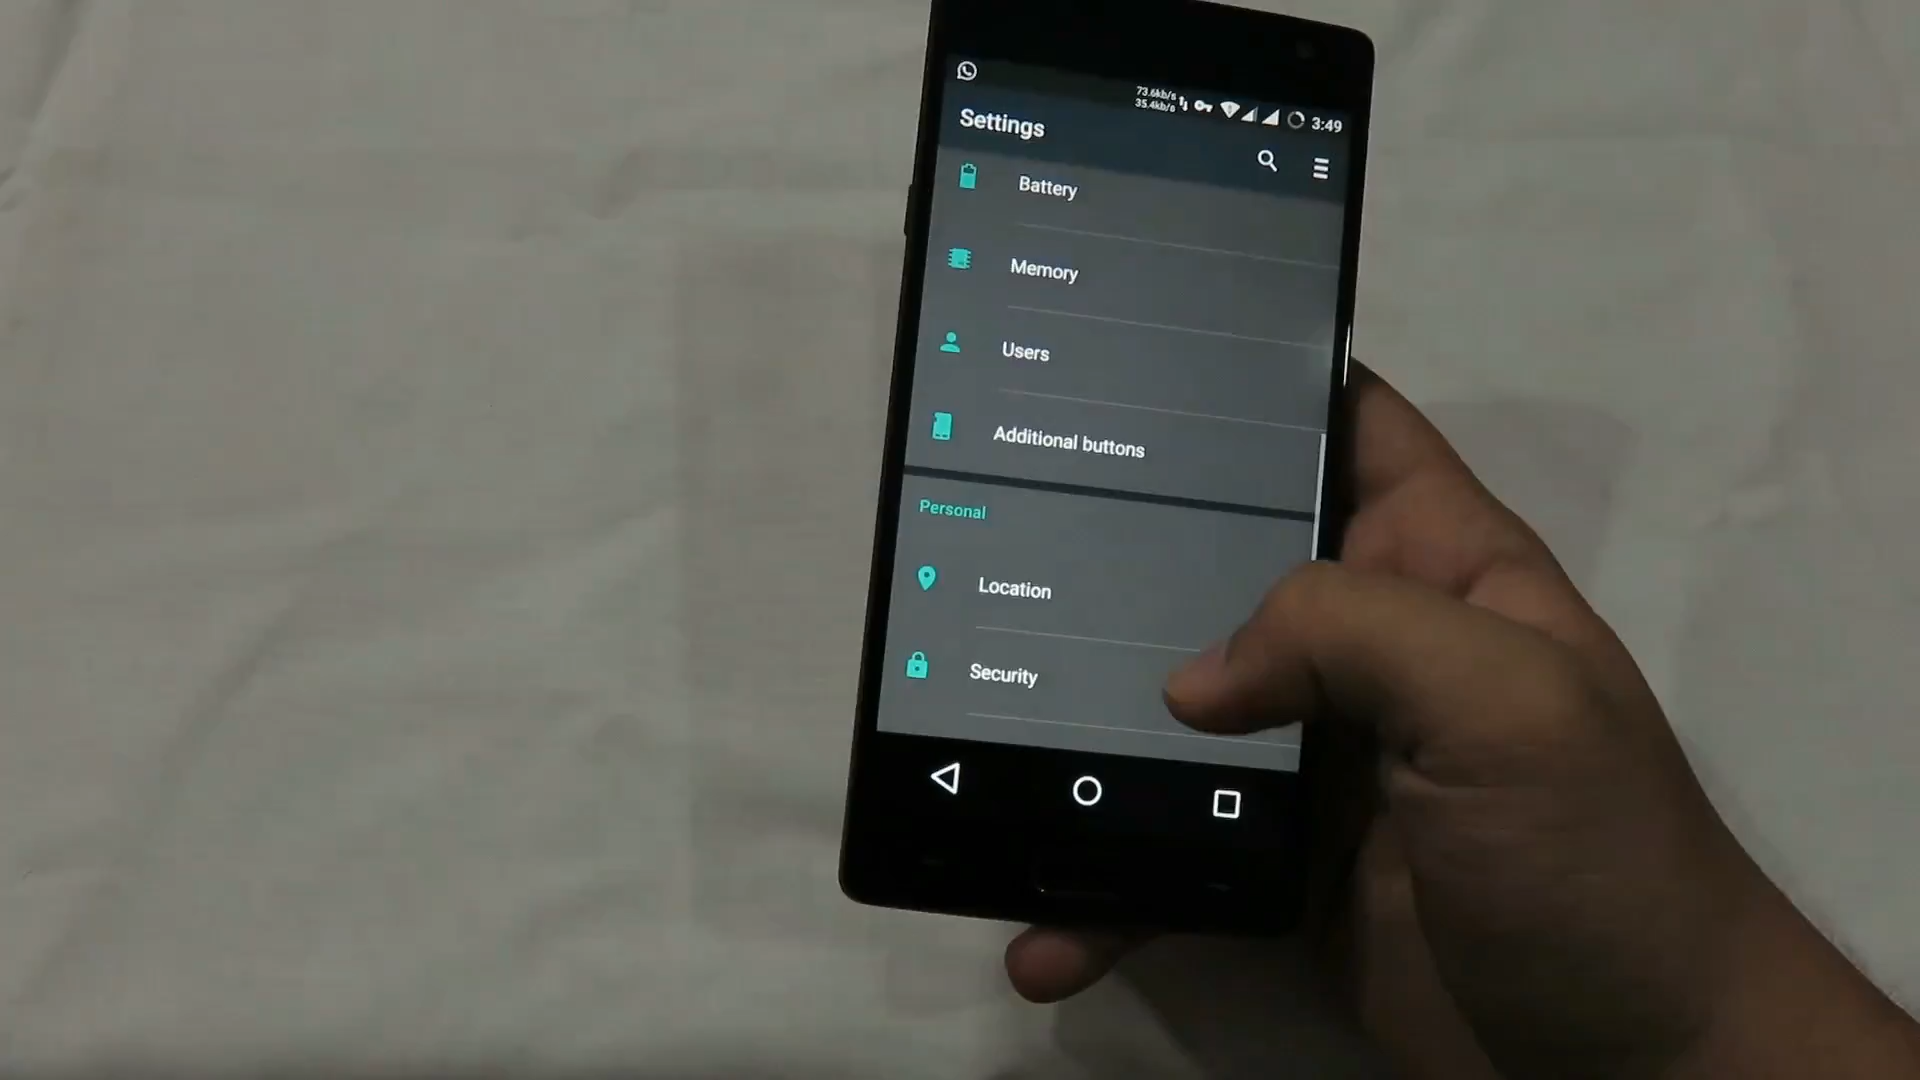 73.6kb/s
35.4kb/s
3:49
Settings
Battery
Memory
Users
Additional buttons
Personal
Location
Security